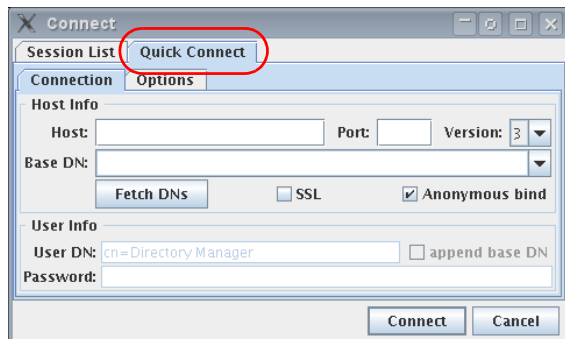 Connect
Session List Quick Connect
Connection Options
Host Info
Host: Port: Version: 3
Base DN:
Fetch DNs SSL Anonymous bind
User Info
User DN: cn=Directory Manager append base DN
Password:
Connect Cancel